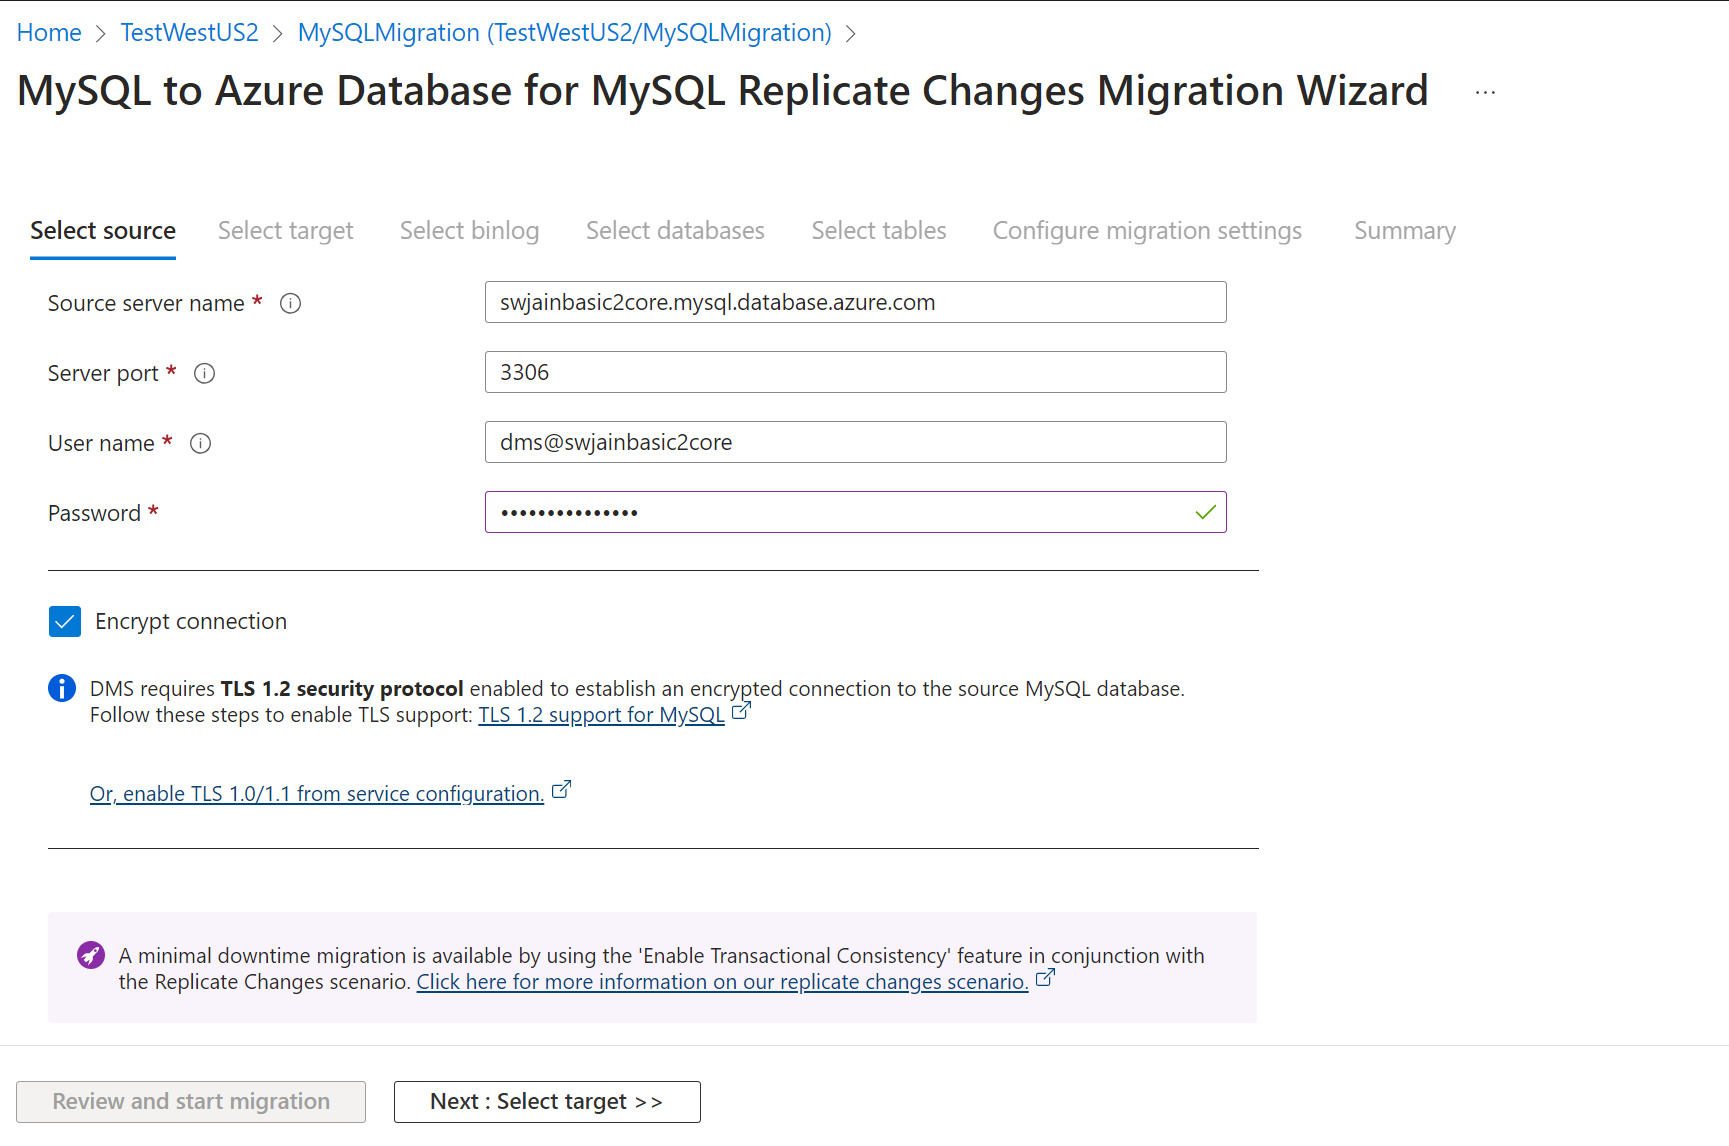 Home > TestWestUS2 > MySQLMigration (TestWestUS2/MySQLMigration) >
MySQL to Azure Database for MySQL Replicate Changes Migration Wizard ...
Select source Select target Select binlog Select databases Select tables Configure migration settings Summary
Source server name * swjainbasic2core.mysql.database.azure.com
Server port * 3306
User name * dms@swjainbasic2core
Password * •••••••••••••••
Encrypt connection
DMS requires TLS 1.2 security protocol enabled to establish an encrypted connection to the source MySQL database.
Follow these steps to enable TLS support: TLS 1.2 support for MySQL
Or, enable TLS 1.0/1.1 from service configuration.
A minimal downtime migration is available by using the 'Enable Transactional Consistency' feature in conjunction with
the Replicate Changes scenario. Click here for more information on our replicate changes scenario.
Review and start migration Next : Select target >>